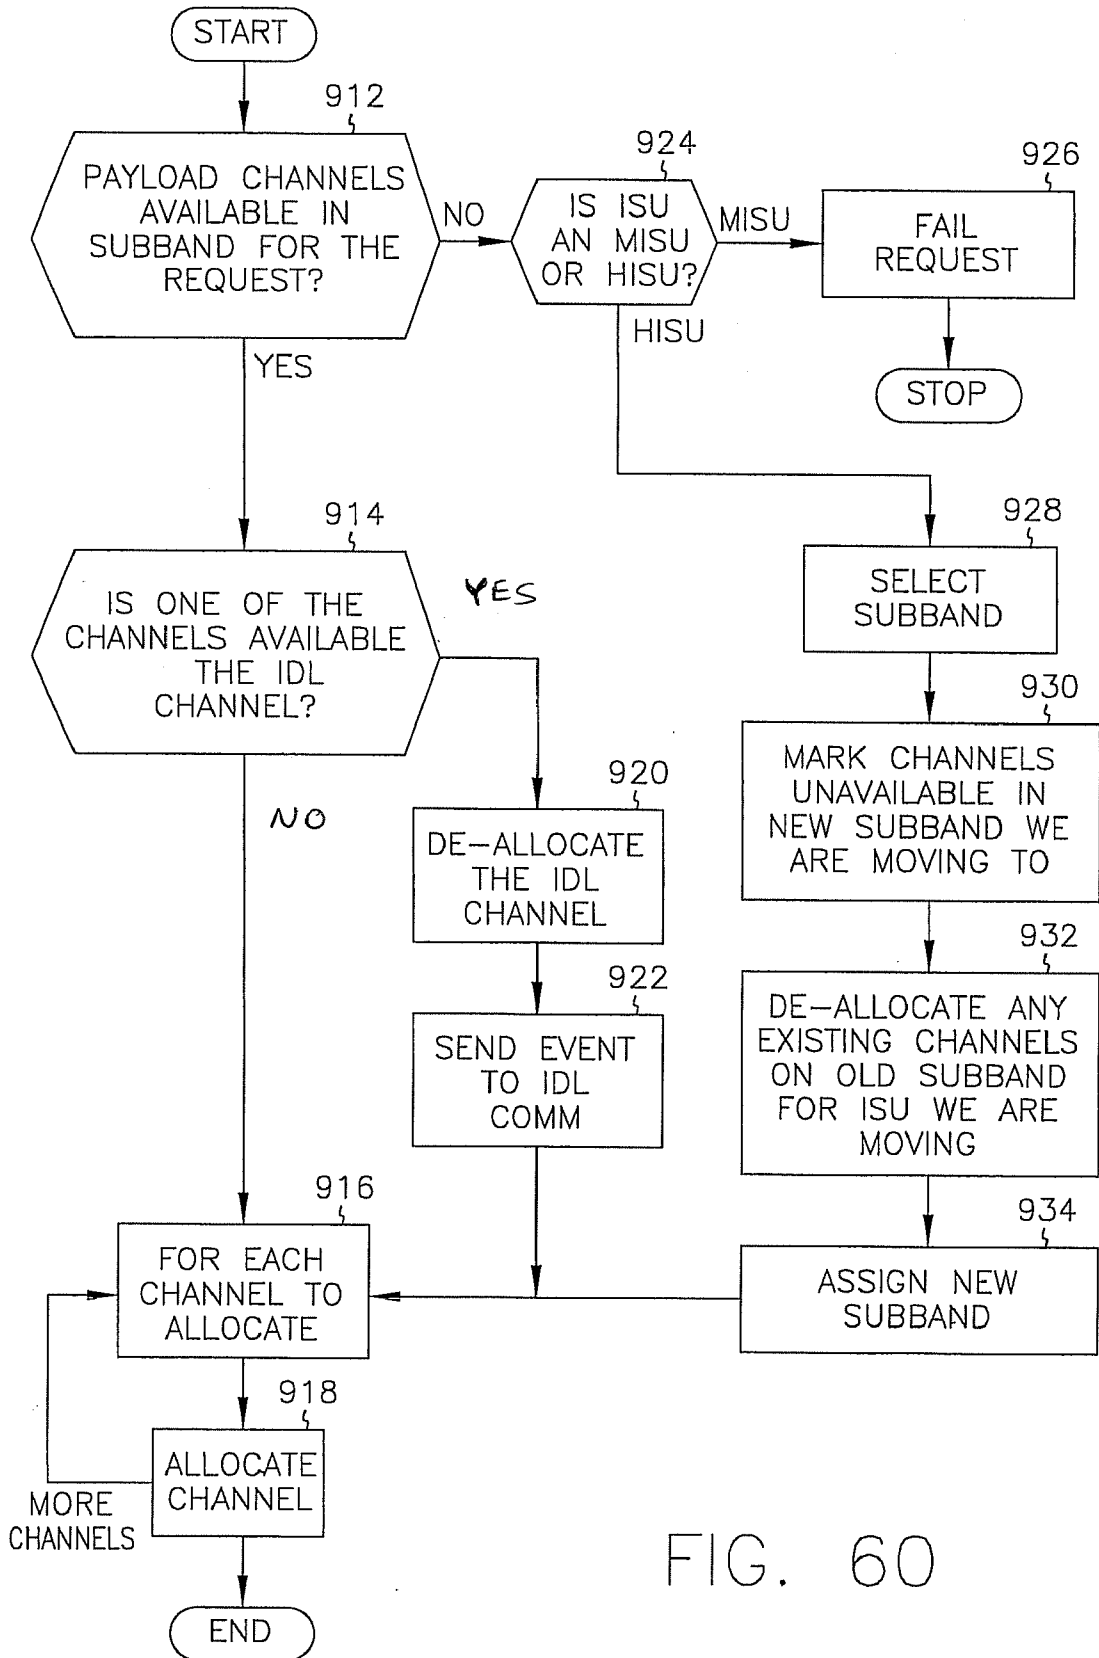 START
912
PAYLOAD CHANNELS
AVAILABLE IN
SUBBAND FOR THE
REQUEST?
NO
924
IS ISU
AN MISU
OR HISU?
MISU
926
FAIL
REQUEST
HISU
YES
STOP
914
IS ONE OF THE
CHANNELS AVAILABLE
THE IDL
CHANNEL?
YES
928
SELECT
SUBBAND
NO
920
DE-ALLOCATE
THE IDL
CHANNEL
930
MARK CHANNELS
UNAVAILABLE IN
NEW SUBBAND WE
ARE MOVING TO
922
SEND EVENT
TO IDL
COMM
932
DE-ALLOCATE ANY
EXISTING CHANNELS
ON OLD SUBBAND
FOR ISU WE ARE
MOVING
916
FOR EACH
CHANNEL TO
ALLOCATE
934
ASSIGN NEW
SUBBAND
918
ALLOCATE
CHANNEL
MORE
CHANNELS
END
FIG. 60